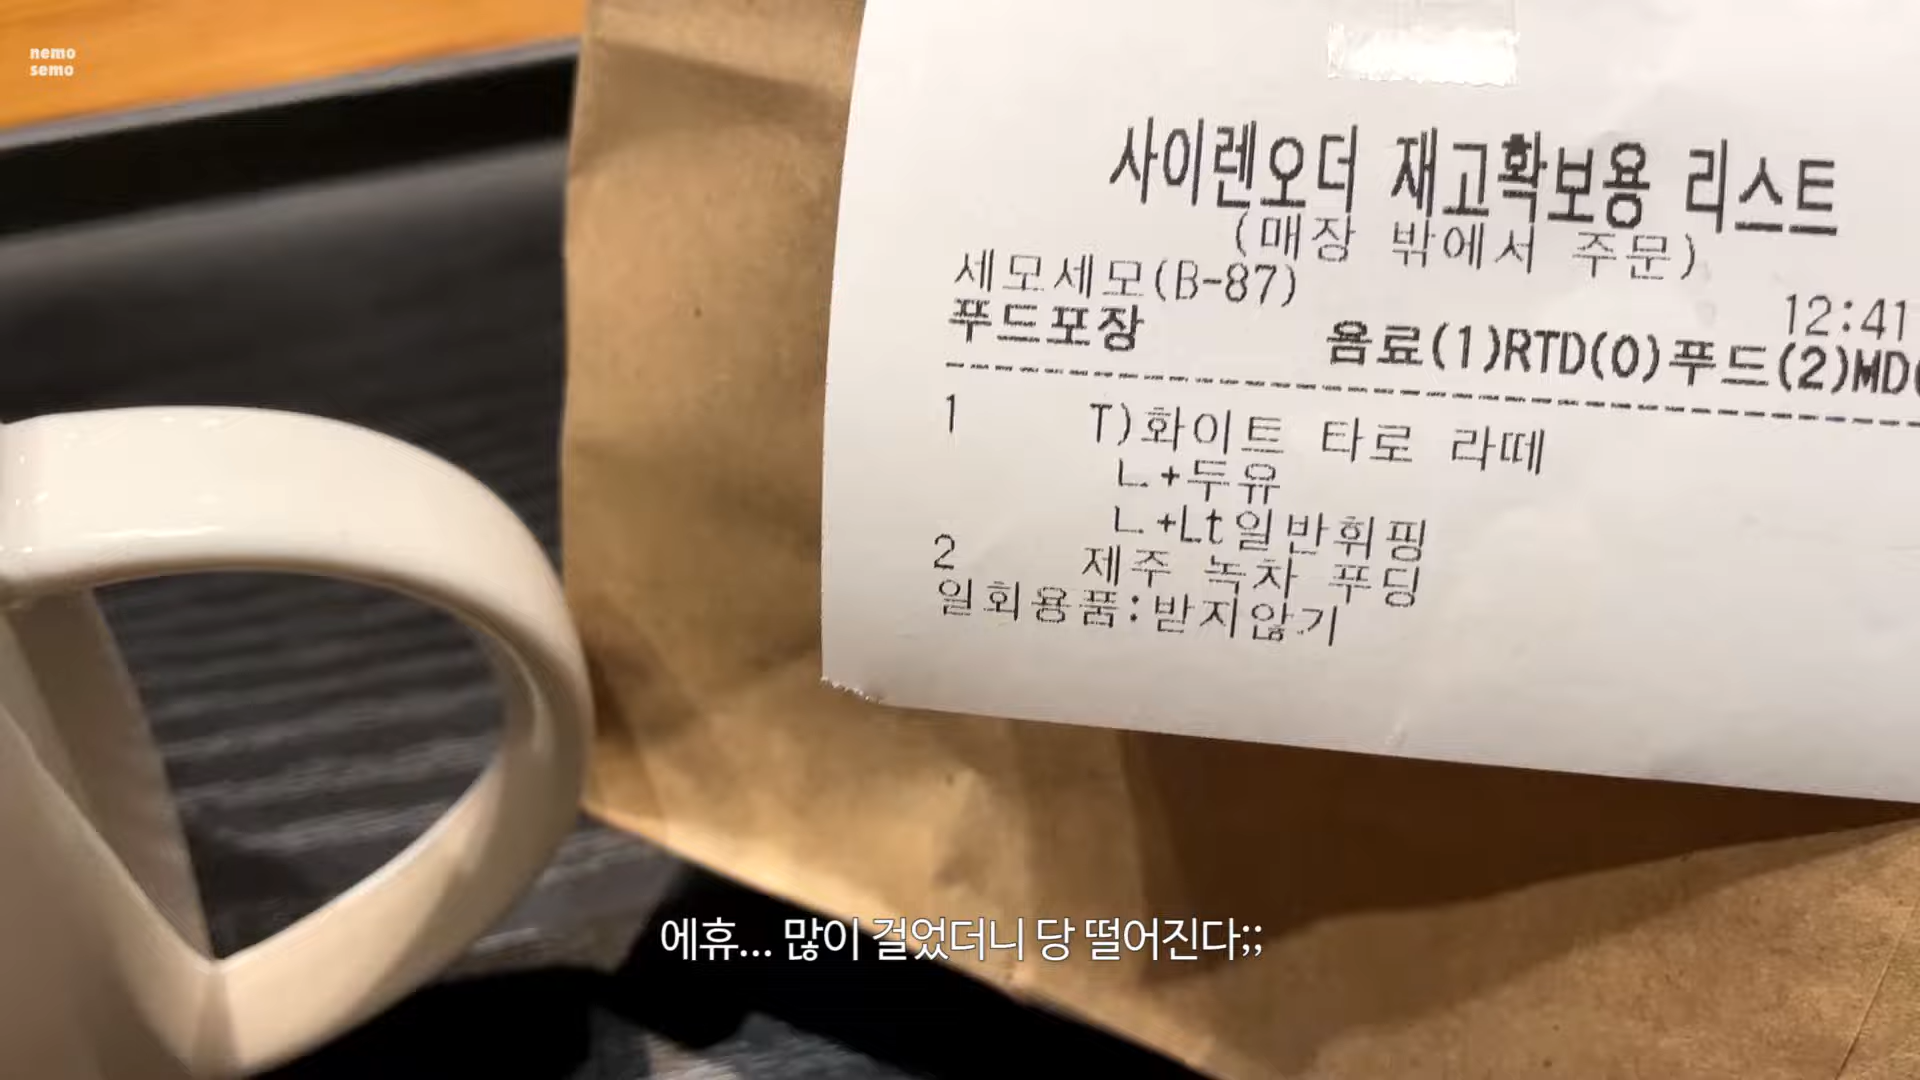 nemo
semo
사이렌오더 재고확보용 리스트
(매장 밖에서 주문)
세모세모(B-87)
12:41
푸드포장 음료(1)RTD(0)푸드(2)MD(
1 T)화이트 타로 라떼
ㄴ+두유
ㄴ+Lt일반휘핑
2 제주 녹차 푸딩
일회용품:받지않기
에휴... 많이 걸었더니 당 떨어진다;;